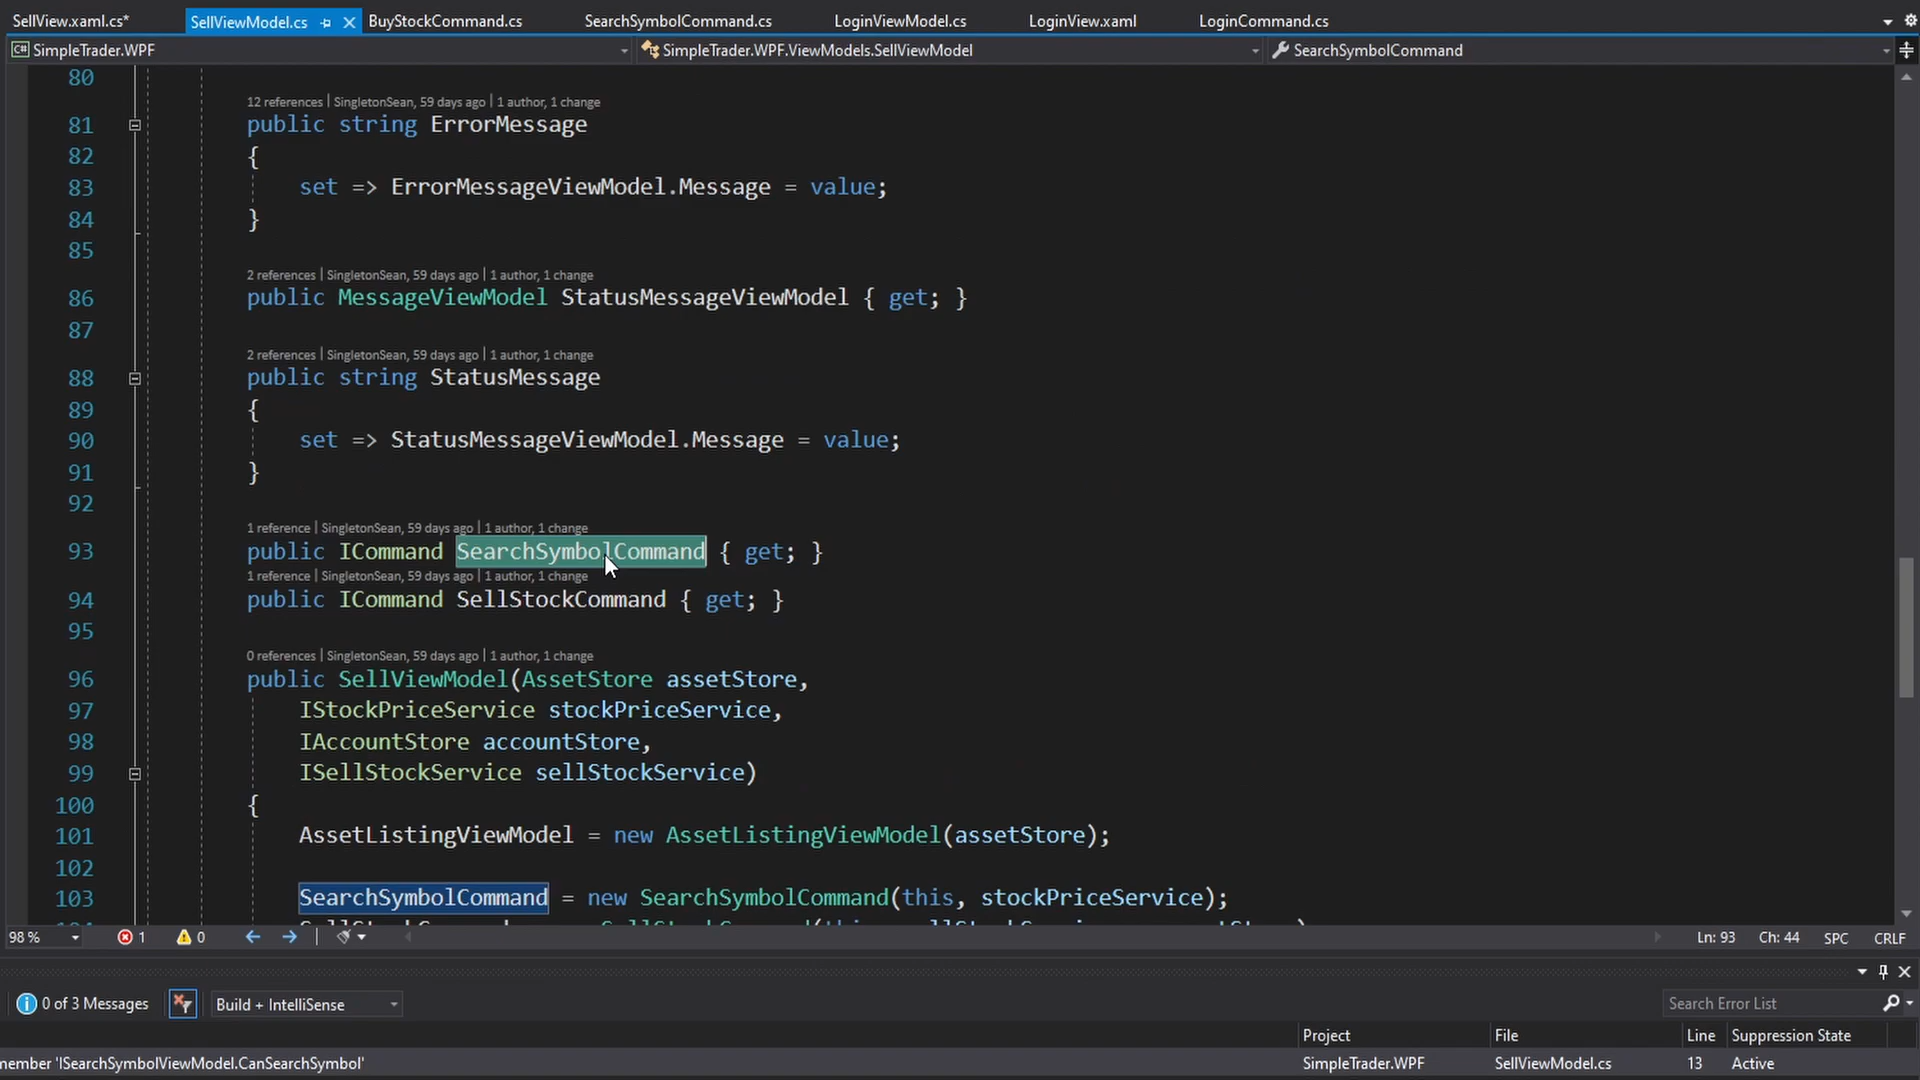 SellView.xaml.cs* SellViewModel.cs BuyStockCommand.cs SearchSymbolCommand.cs LoginViewModel.cs LoginView.xaml LoginCommand.cs
C# SimpleTrader.WPF SimpleTrader.WPF.ViewModels.SellViewModel SearchSymbolCommand
80
12 references | SingletonSean, 59 days ago | 1 author, 1 change
81 public string ErrorMessage
82 {
83 set => ErrorMessageViewModel.Message = value;
84 }
85
2 references | SingletonSean, 59 days ago | 1 author, 1 change
86 public MessageViewModel StatusMessageViewModel { get; }
87
2 references | SingletonSean, 59 days ago | 1 author, 1 change
88 public string StatusMessage
89 {
90 set => StatusMessageViewModel.Message = value;
91 }
92
1 reference | SingletonSean, 59 days ago | 1 author, 1 change
93 public ICommand SearchSymbolCommand { get; }
1 reference | SingletonSean, 59 days ago | 1 author, 1 change
94 public ICommand SellStockCommand { get; }
95
0 references | SingletonSean, 59 days ago | 1 author, 1 change
96 public SellViewModel(AssetStore assetStore,
97 IStockPriceService stockPriceService,
98 IAccountStore accountStore,
99 ISellStockService sellStockService)
100 {
101 AssetListingViewModel = new AssetListingViewModel(assetStore);
102
103 SearchSymbolCommand = new SearchSymbolCommand(this, stockPriceService);
98 % 1 0 Ln: 93 Ch: 44 SPC CRLF
0 of 3 Messages Build + IntelliSense Search Error List
Project File Line Suppression State
member 'ISearchSymbolViewModel.CanSearchSymbol' SimpleTrader.WPF SellViewModel.cs 13 Active